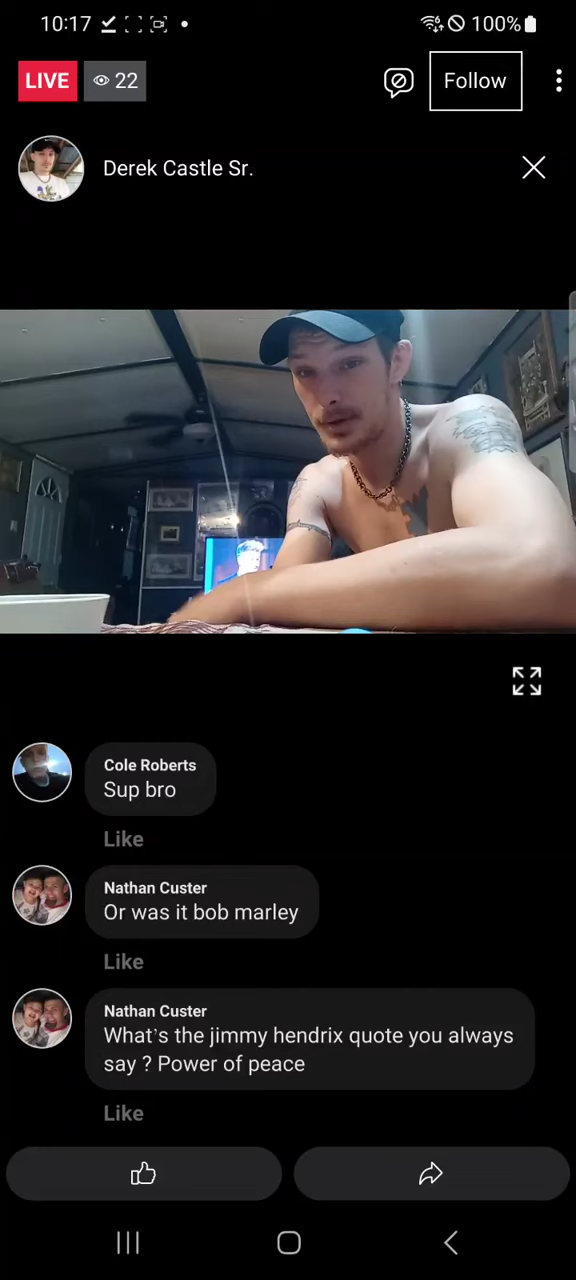 10:17 100%
LIVE 22 Follow
Derek Castle Sr.
Cole Roberts
Sup bro
Like
Nathan Custer
Or was it bob marley
Like
Nathan Custer
What's the jimmy hendrix quote you always
say ? Power of peace
Like